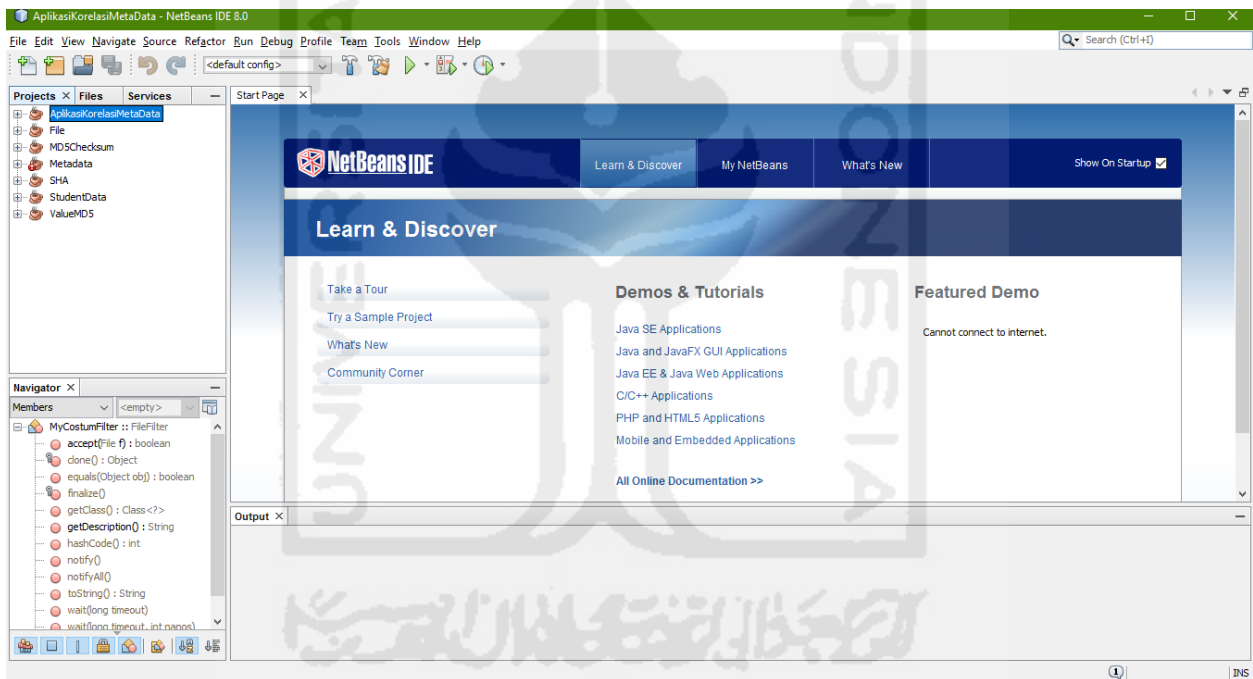 AplikasiKorelasiMetaData - NetBeans IDE 8.0
File Edit View Navigate Source Refactor Run Debug Profile Team Tools Window Help
Search (Ctrl+I)
<default config>
Projects Files Services
Start Page
AplikasiKorelasiMetaData
File
MD5Checksum
Metadata
SHA
StudentData
ValueMD5
NetBeans IDE
Learn & Discover
My NetBeans
What's New
Show On Startup
Learn & Discover
Take a Tour
Try a Sample Project
What's New
Community Corner
Demos & Tutorials
Java SE Applications
Java and JavaFX GUI Applications
Java EE & Java Web Applications
C/C++ Applications
PHP and HTML5 Applications
Mobile and Embedded Applications
All Online Documentation >>
Featured Demo
Cannot connect to internet.
Navigator
Members
<empty>
MyCostumFilter :: FileFilter
accept(File f) : boolean
clone() : Object
equals(Object obj) : boolean
finalize()
getClass() : Class<?>
getDescription() : String
hashCode() : int
notify()
notifyAll()
toString() : String
wait(long timeout)
wait(long timeout, int nanos)
Output
1
INS
UNIVERSITAS
INDONESIA